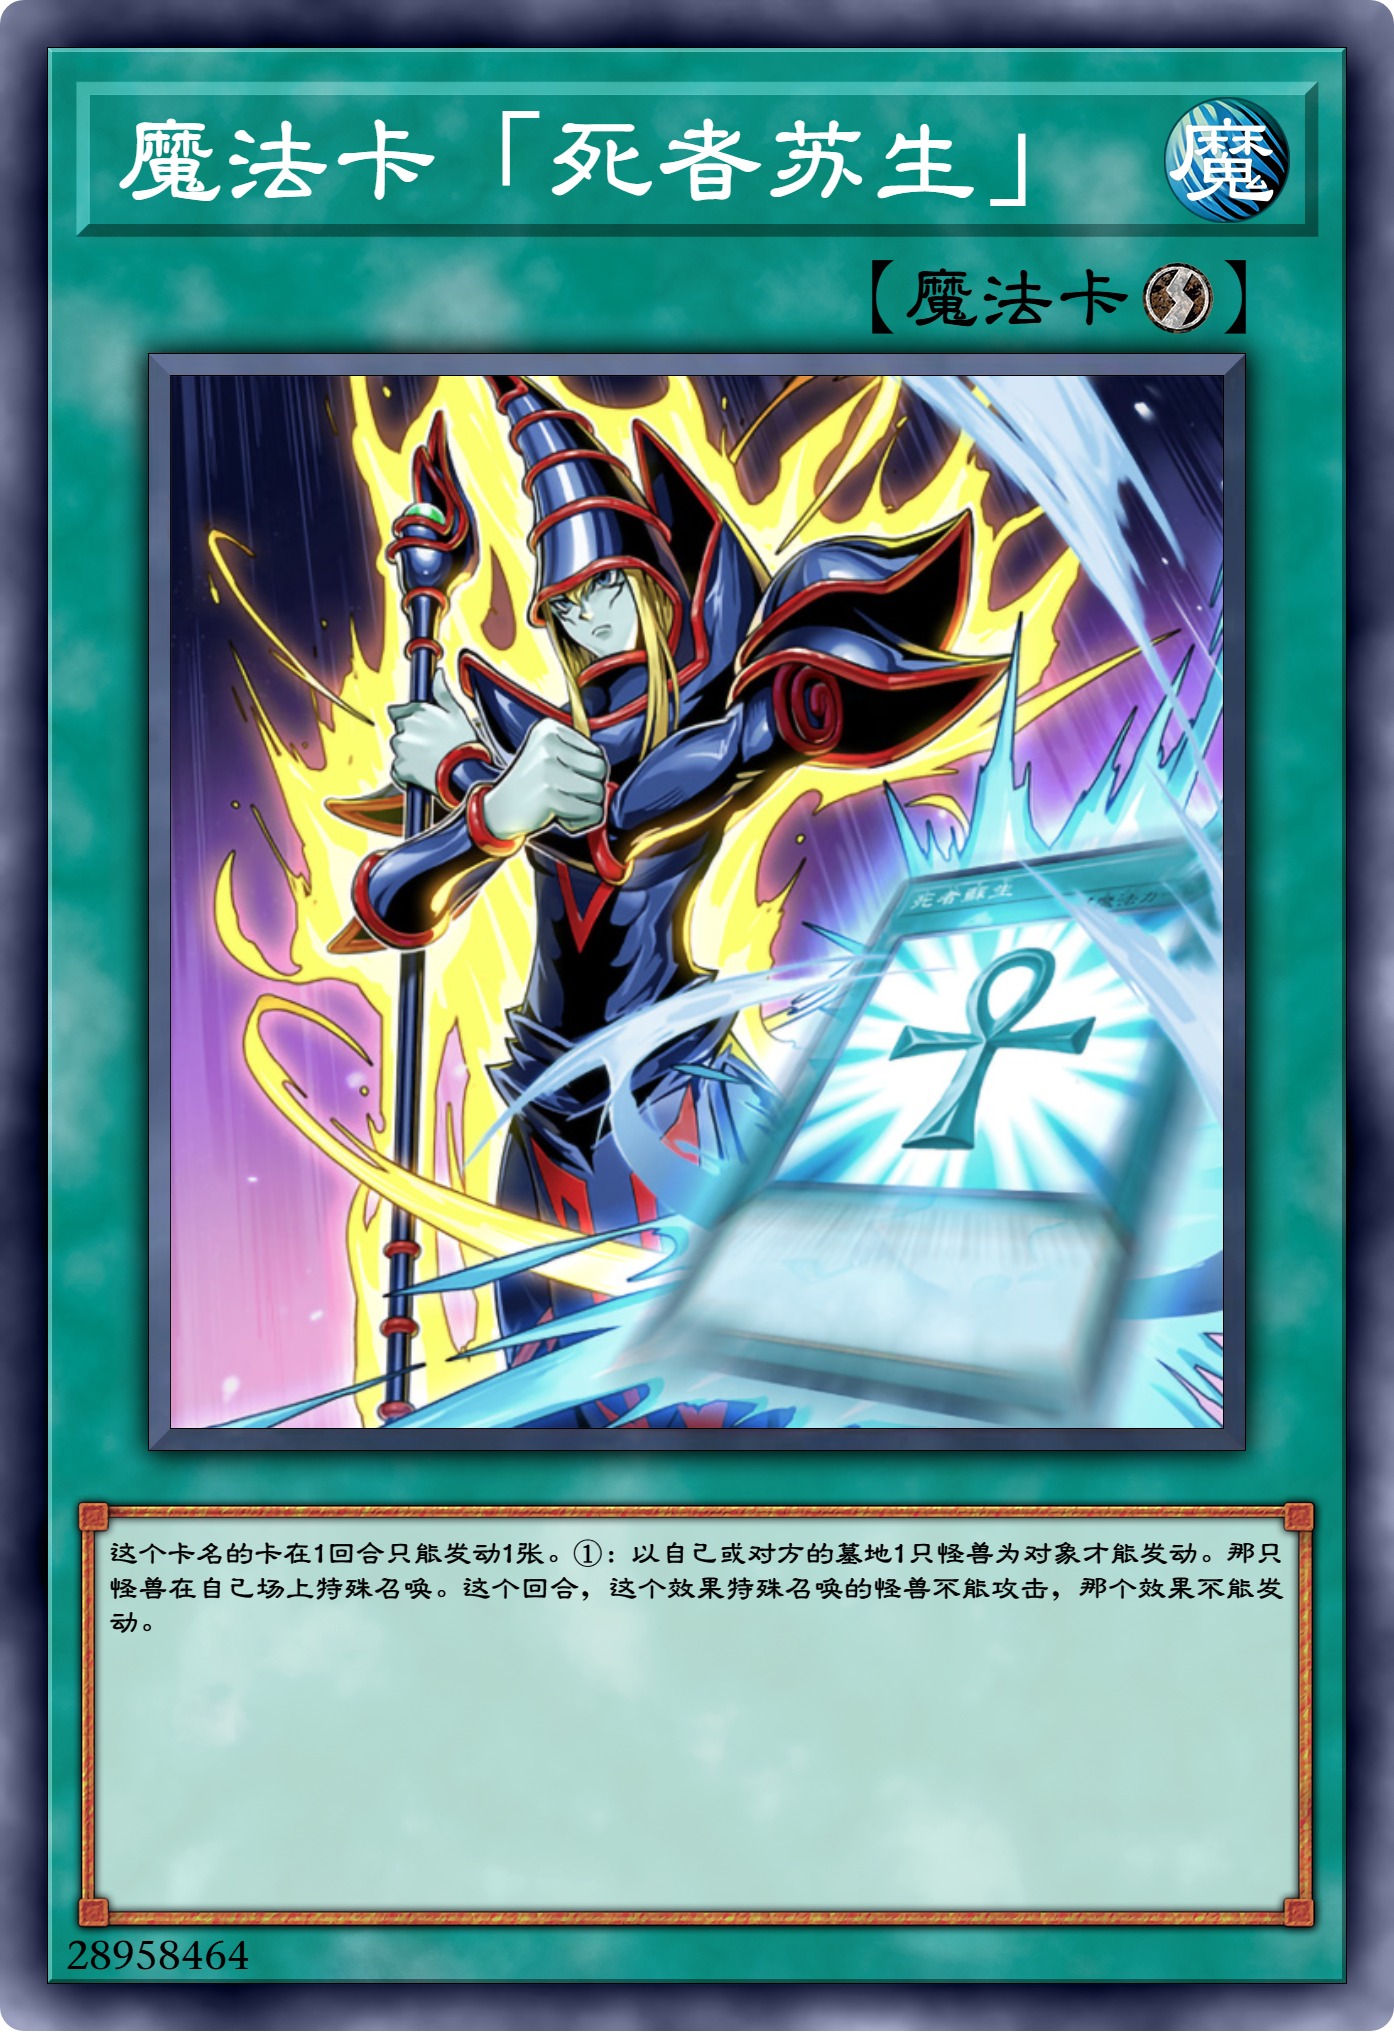 魔法卡「死者苏生」
魔
【魔法卡】
死者蘇生
这个卡名的卡在1回合只能发动1张。①：以自己或对方的墓地1只怪兽为对象才能发动。那只
怪兽在自己场上特殊召唤。这个回合，这个效果特殊召唤的怪兽不能攻击，那个效果不能发
动。
28958464